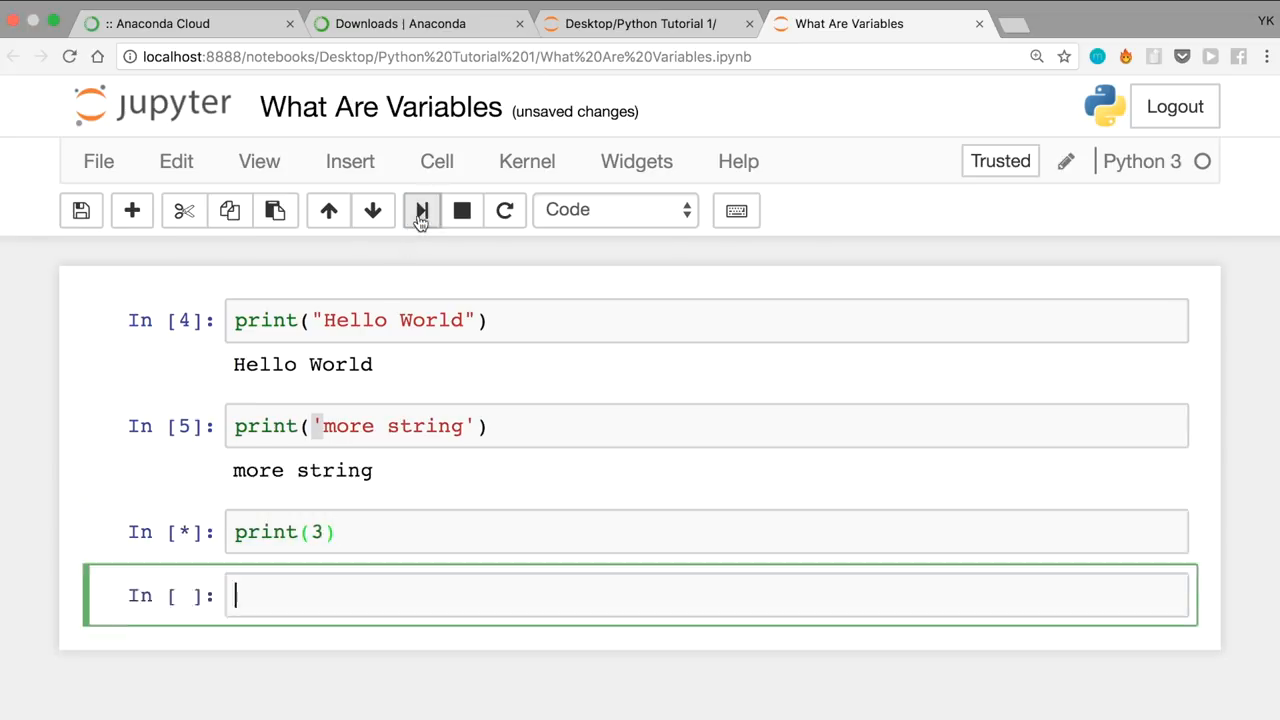 :: Anaconda Cloud
Downloads | Anaconda
Desktop/Python Tutorial 1/
What Are Variables
YK
localhost:8888/notebooks/Desktop/Python%20Tutorial%201/What%20Are%20Variables.ipynb
jupyter What Are Variables (unsaved changes)
Logout
File Edit View Insert Cell Kernel Widgets Help
Trusted Python 3
Code
In [4]: print("Hello World")
Hello World
In [5]: print('more string')
more string
In [*]: print(3)
In [ ]: